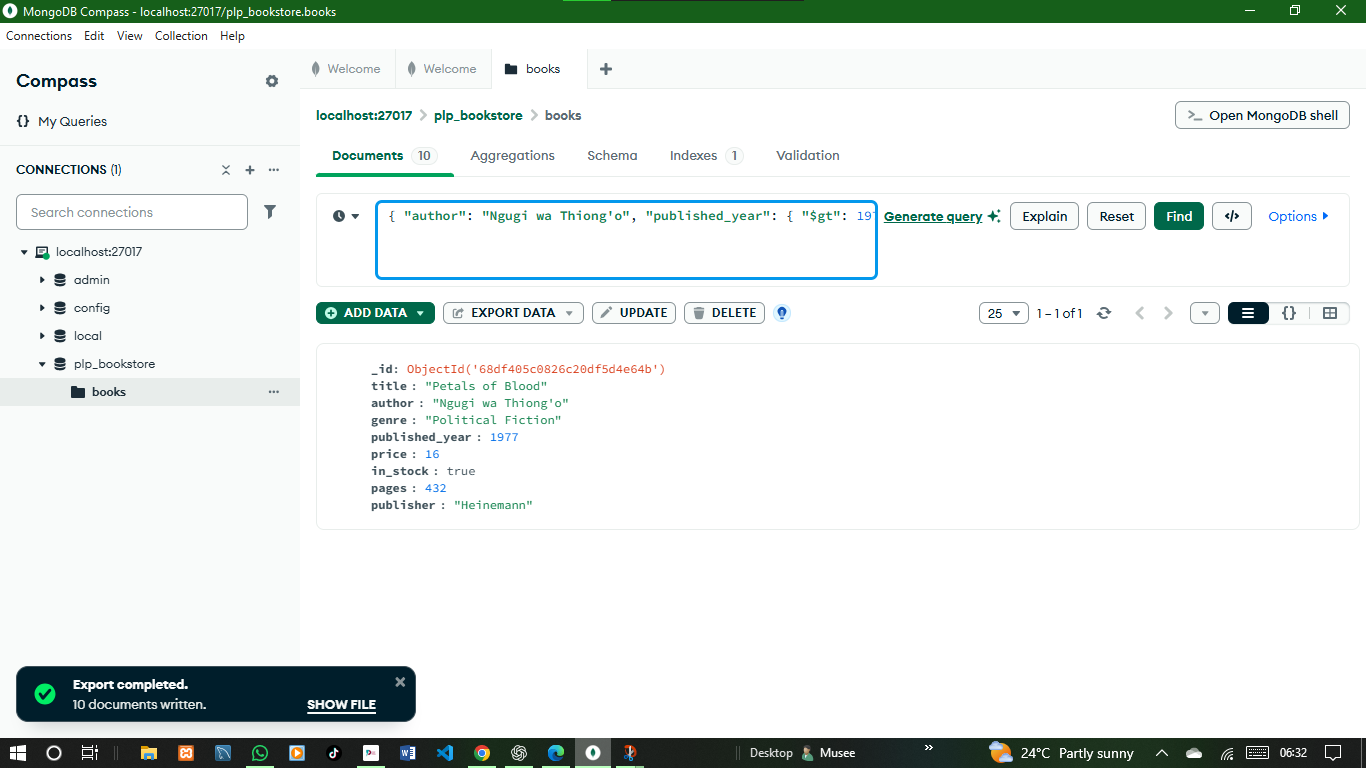 MongoDB Compass - localhost:27017/plp_bookstore.books
Connections Edit View Collection Help
Compass
{} My Queries
CONNECTIONS (1)
Search connections
localhost:27017
admin
config
local
plp_bookstore
books
Welcome Welcome books
localhost:27017 > plp_bookstore > books
>_ Open MongoDB shell
Documents 10 Aggregations Schema Indexes 1 Validation
{ "author": "Ngugi wa Thiong'o", "published_year": { "$gt": 197
Generate query Explain Reset Find </> Options
ADD DATA EXPORT DATA UPDATE DELETE
25 1 – 1 of 1 {}
_id: ObjectId('68df405c0826c20df5d4e64b')
title : "Petals of Blood"
author : "Ngugi wa Thiong'o"
genre : "Political Fiction"
published_year : 1977
price : 16
in_stock : true
pages : 432
publisher : "Heinemann"
Export completed.
10 documents written.
SHOW FILE
Desktop Musee » 24°C Partly sunny 06:32